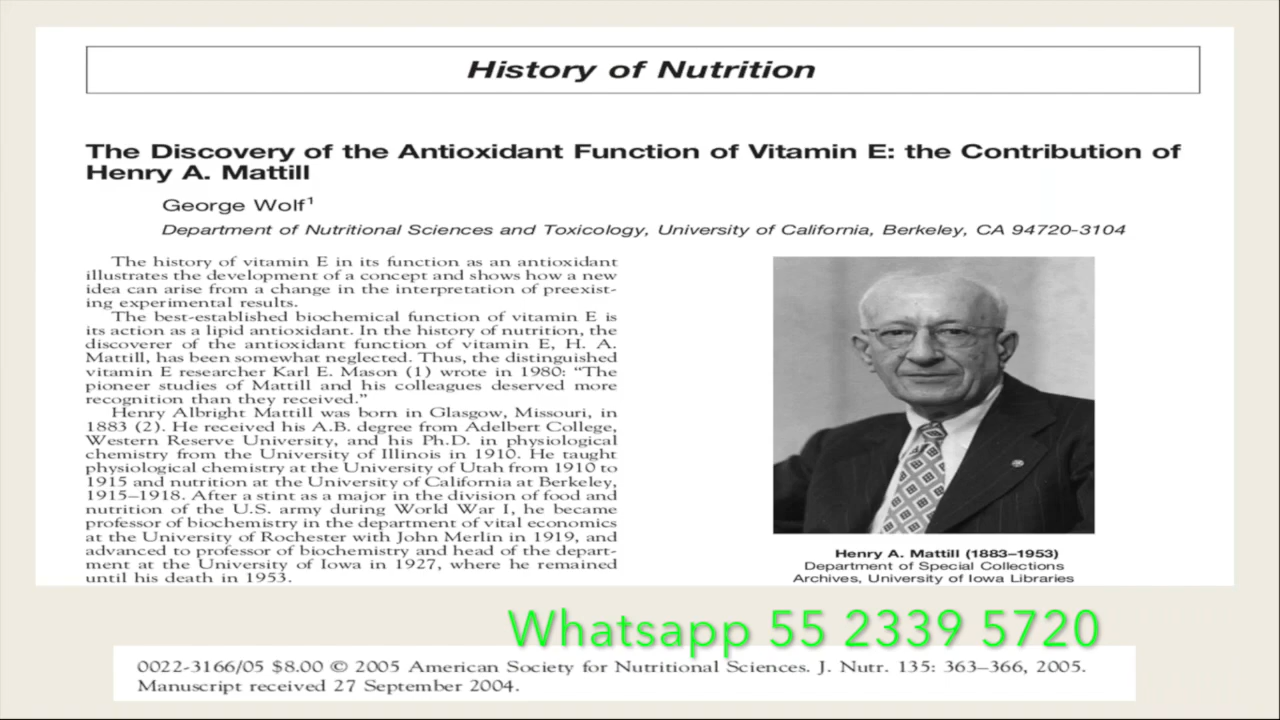 History of Nutrition
The Discovery of the Antioxidant Function of Vitamin E: the Contribution of
Henry A. Mattill
George Wolf¹
Department of Nutritional Sciences and Toxicology, University of California, Berkeley, CA 94720-3104
The history of vitamin E in its function as an antioxidant
illustrates the development of a concept and shows how a new
idea can arise from a change in the interpretation of preexist-
ing experimental results.
The best-established biochemical function of vitamin E is
its action as a lipid antioxidant. In the history of nutrition, the
discoverer of the antioxidant function of vitamin E, H. A.
Mattill, has been somewhat neglected. Thus, the distinguished
vitamin E researcher Karl E. Mason (1) wrote in 1980: “The
pioneer studies of Mattill and his colleagues deserved more
recognition than they received.”
Henry Albright Mattill was born in Glasgow, Missouri, in
1883 (2). He received his A.B. degree from Adelbert College,
Western Reserve University, and his Ph.D. in physiological
chemistry from the University of Illinois in 1910. He taught
physiological chemistry at the University of Utah from 1910 to
1915 and nutrition at the University of California at Berkeley,
1915–1918. After a stint as a major in the division of food and
nutrition of the U.S. army during World War I, he became
professor of biochemistry in the department of vital economics
at the University of Rochester with John Merlin in 1919, and
advanced to professor of biochemistry and head of the depart-
ment at the University of Iowa in 1927, where he remained
until his death in 1953.
Henry A. Mattill (1883–1953)
Department of Special Collections
Archives, University of Iowa Libraries
Whatsapp 55 2339 5720
0022-3166/05 $8.00 © 2005 American Society for Nutritional Sciences. J. Nutr. 135: 363–366, 2005.
Manuscript received 27 September 2004.